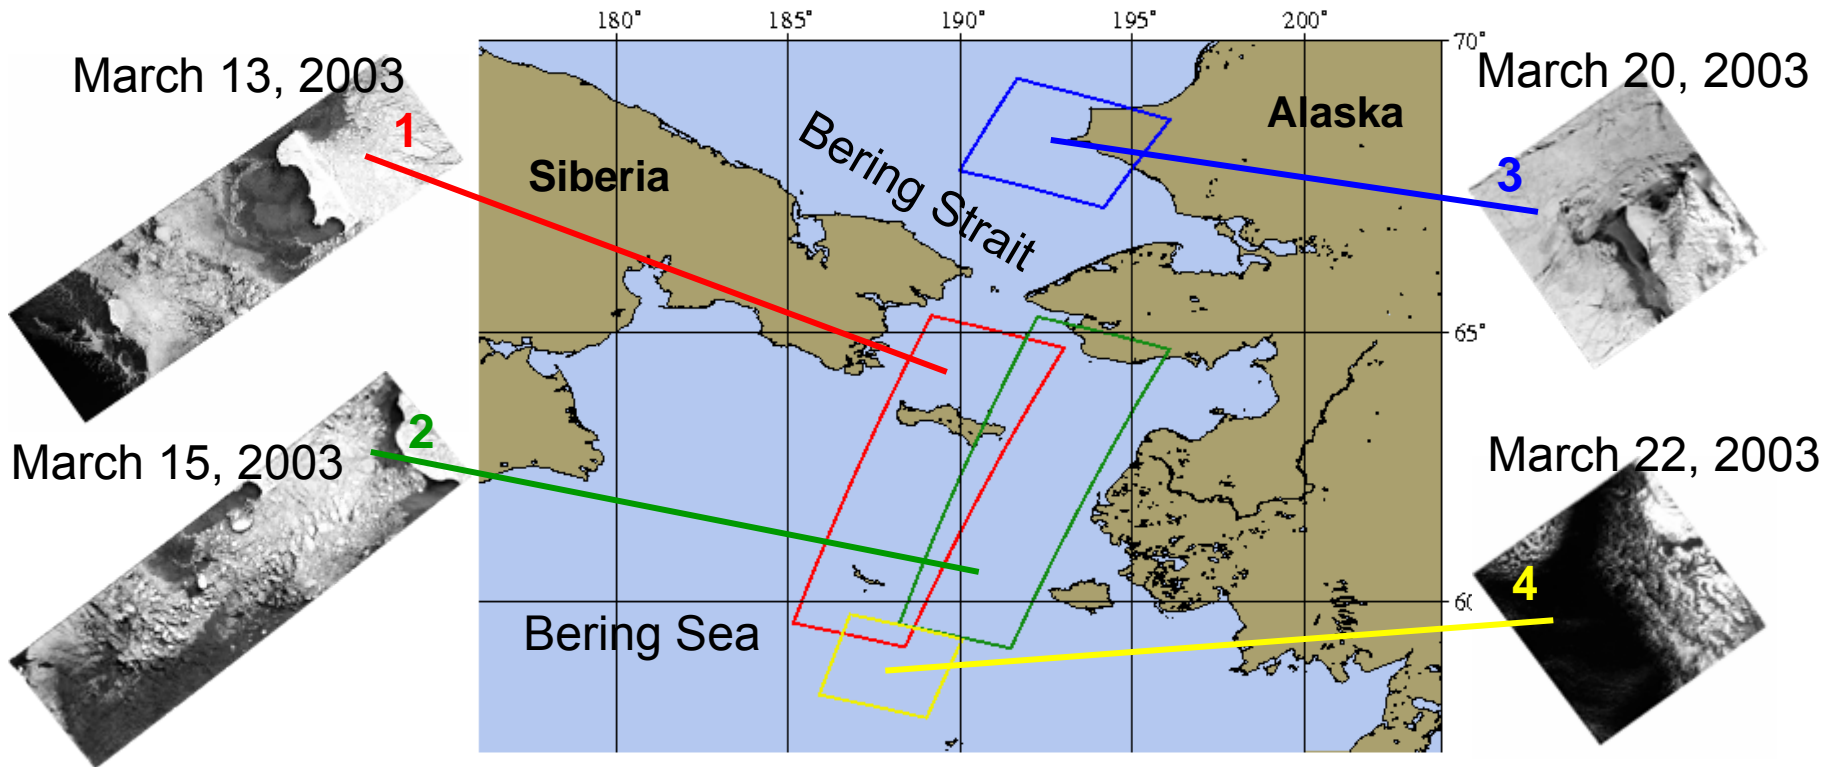 180° 185° 190° 195° 200°
70°
March 13, 2003
1
March 20, 2003
3
Siberia
Bering Strait
Alaska
65°
March 15, 2003
2
March 22, 2003
4
Bering Sea